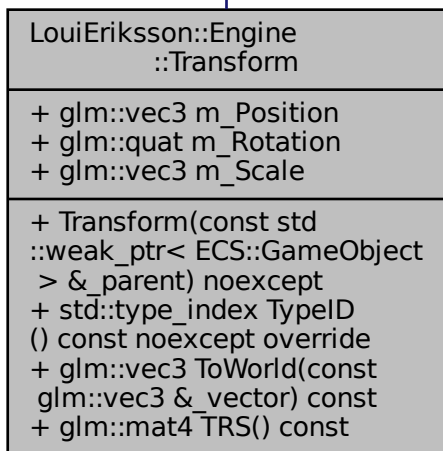 LouiEriksson::Engine
::Transform
+ glm::vec3 m_Position
+ glm::quat m_Rotation
+ glm::vec3 m_Scale
+ Transform(const std
::weak_ptr< ECS::GameObject
> &_parent) noexcept
+ std::type_index TypeID
() const noexcept override
+ glm::vec3 ToWorld(const
glm::vec3 &_vector) const
+ glm::mat4 TRS() const